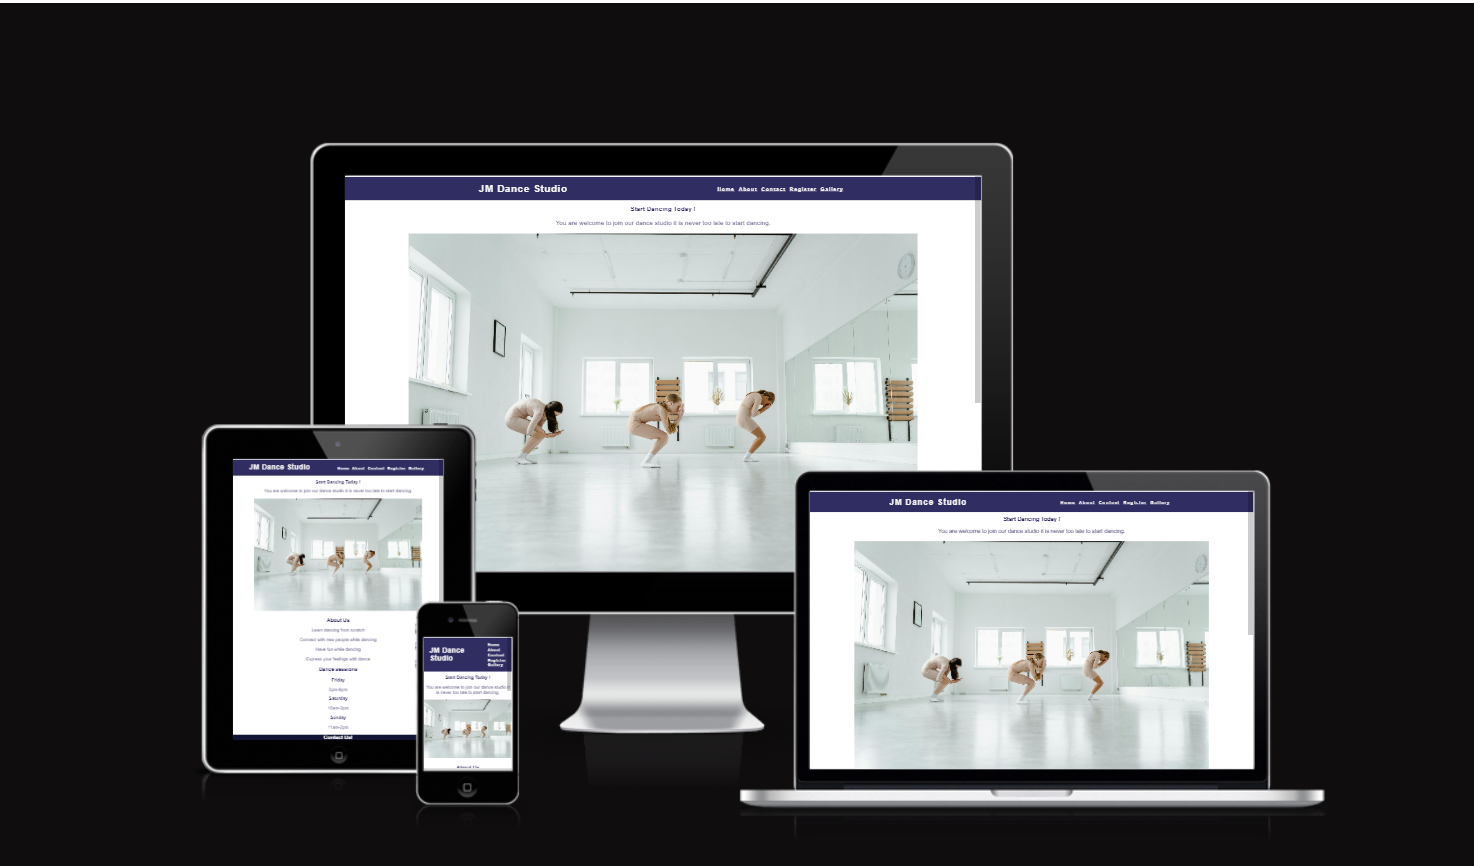 JM Dance Studio
Home About Contact Register Gallery
Start Dancing Today !
You are welcome to join our dance studio it is never too late to start dancing.
JM Dance Studio
Home About Contact Register Gallery
Start Dancing Today !
You are welcome to join our dance studio it is never too late to start dancing.
About Us
Learn dancing from scratch
Connect with new people while dancing
Have fun while dancing
Express your feelings with dance
Dance sessions
Friday
5pm-8pm
Saturday
Sunday
Contact Us!
JM Dance
Studio
Home
About
Contact
Register
Gallery
Start Dancing Today !
You are welcome to join our dance studio it
is never too late to start dancing.
About Us
JM Dance Studio
Home About Contact Register Gallery
Start Dancing Today !
You are welcome to join our dance studio it is never too late to start dancing.